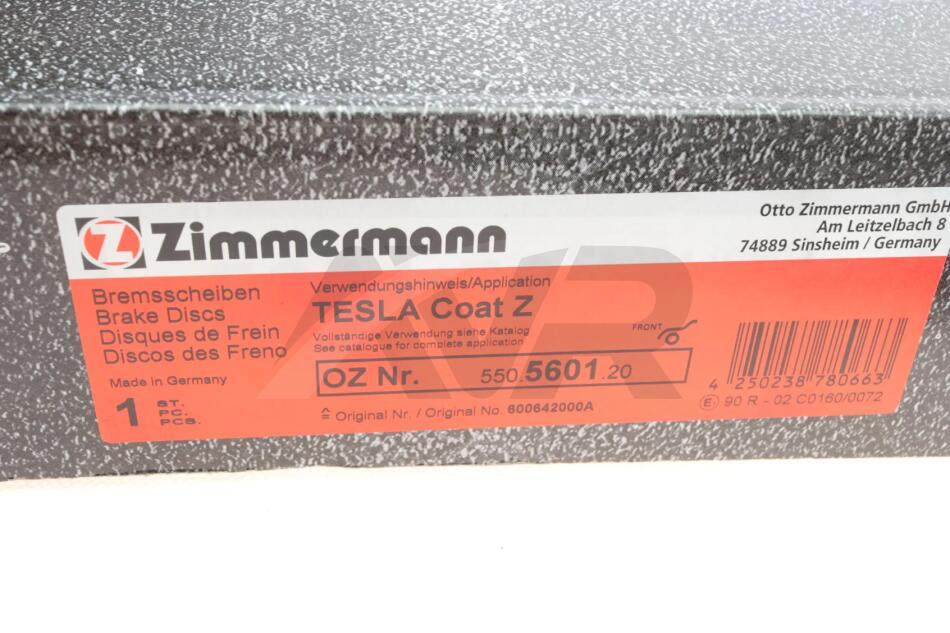 Z Zimmermann
Otto Zimmermann GmbH
Am Leitzelbach 8
74889 Sinsheim / Germany
Bremsscheiben
Brake Discs
Disques de Frein
Discos des Freno
Made in Germany
1 ST.
PC.
PCS.
Verwendungshinweis/Application
TESLA Coat Z
Vollständige Verwendung siehe Katalog
See catalogue for complete application
FRONT
OZ Nr. 550.5601.20
≙ Original Nr. / Original No. 600642000A
4 250238 780663
E1 90 R - 02 C0160/0072
AVR